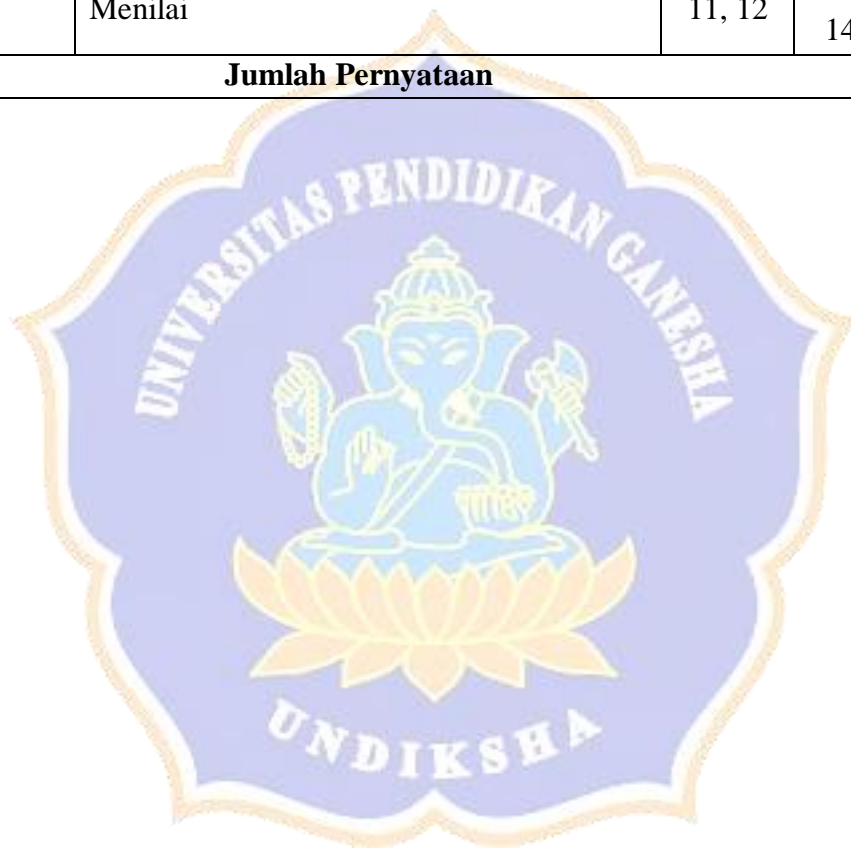 Menilai 11, 12 14
Jumlah Pernyataan
UNIVERSITAS PENDIDIKAN GANESHA
UNDIKSHA